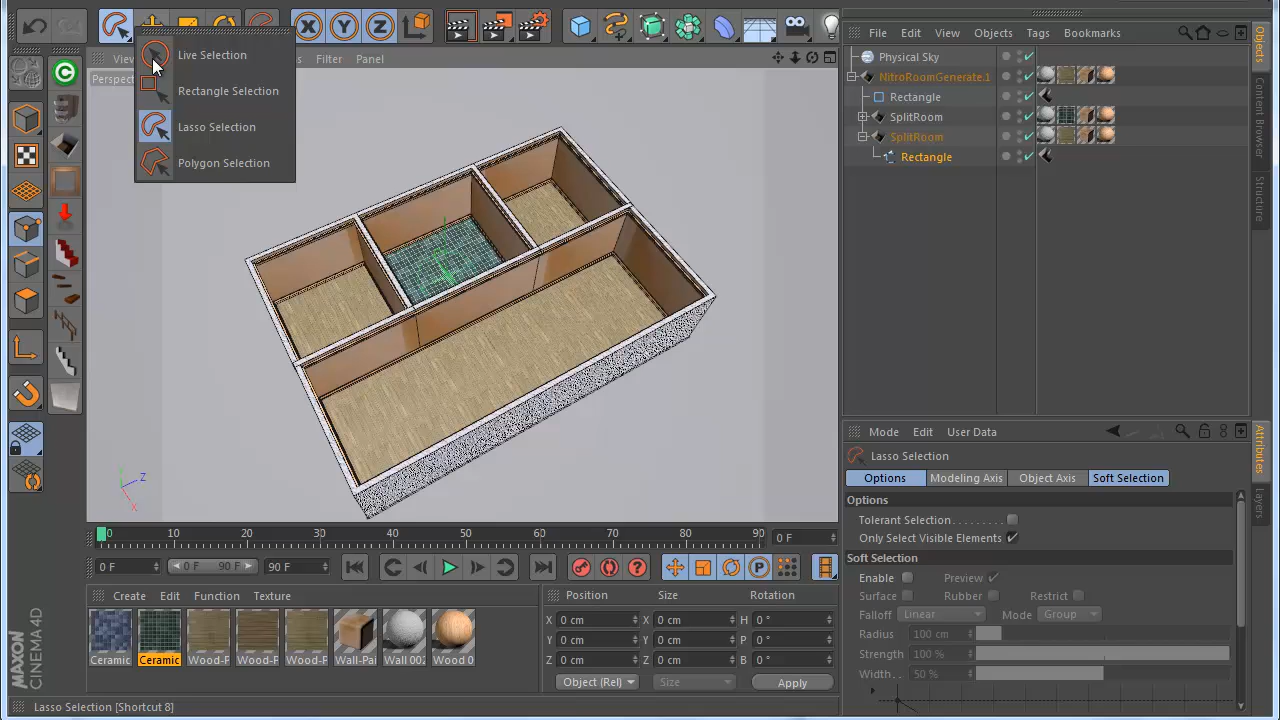 Live Selection
Rectangle Selection
Lasso Selection
Polygon Selection
Filter
Panel
File
Edit
View
Objects
Tags
Bookmarks
Physical Sky
NitroRoomGenerate.1
Rectangle
SplitRoom
SplitRoom
Rectangle
Objects
Content Browser
Structure
X Y Z
Y
Z
X
Mode
Edit
User Data
Lasso Selection
Options
Modeling Axis
Object Axis
Soft Selection
Options
Tolerant Selection
Only Select Visible Elements
Soft Selection
Enable
Preview
Surface
Rubber
Restrict
Falloff
Linear
Mode
Group
Radius
100 cm
Strength
100 %
Width
50 %
Attributes
Layers
0 10 20 30 40 50 60 70 80 90
0 F
0 F
0 F
90 F
90 F
Create
Edit
Function
Texture
Ceramic
Ceramic
Wood-F
Wood-F
Wood-F
Wall-Pai
Wall 002
Wood 0
Position
Size
Rotation
X 0 cm X 0 cm H 0 °
Y 0 cm Y 0 cm P 0 °
Z 0 cm Z 0 cm B 0 °
Object (Rel)
Size
Apply
MAXON
CINEMA 4D
Lasso Selection [Shortcut 8]